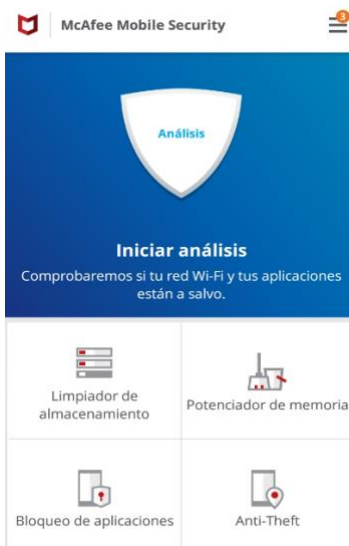 McAfee Mobile Security
3
Análisis
Iniciar análisis
Comprobaremos si tu red Wi-Fi y tus aplicaciones
están a salvo.
Limpiador de
almacenamiento
Potenciador de memoria
Bloqueo de aplicaciones
Anti-Theft